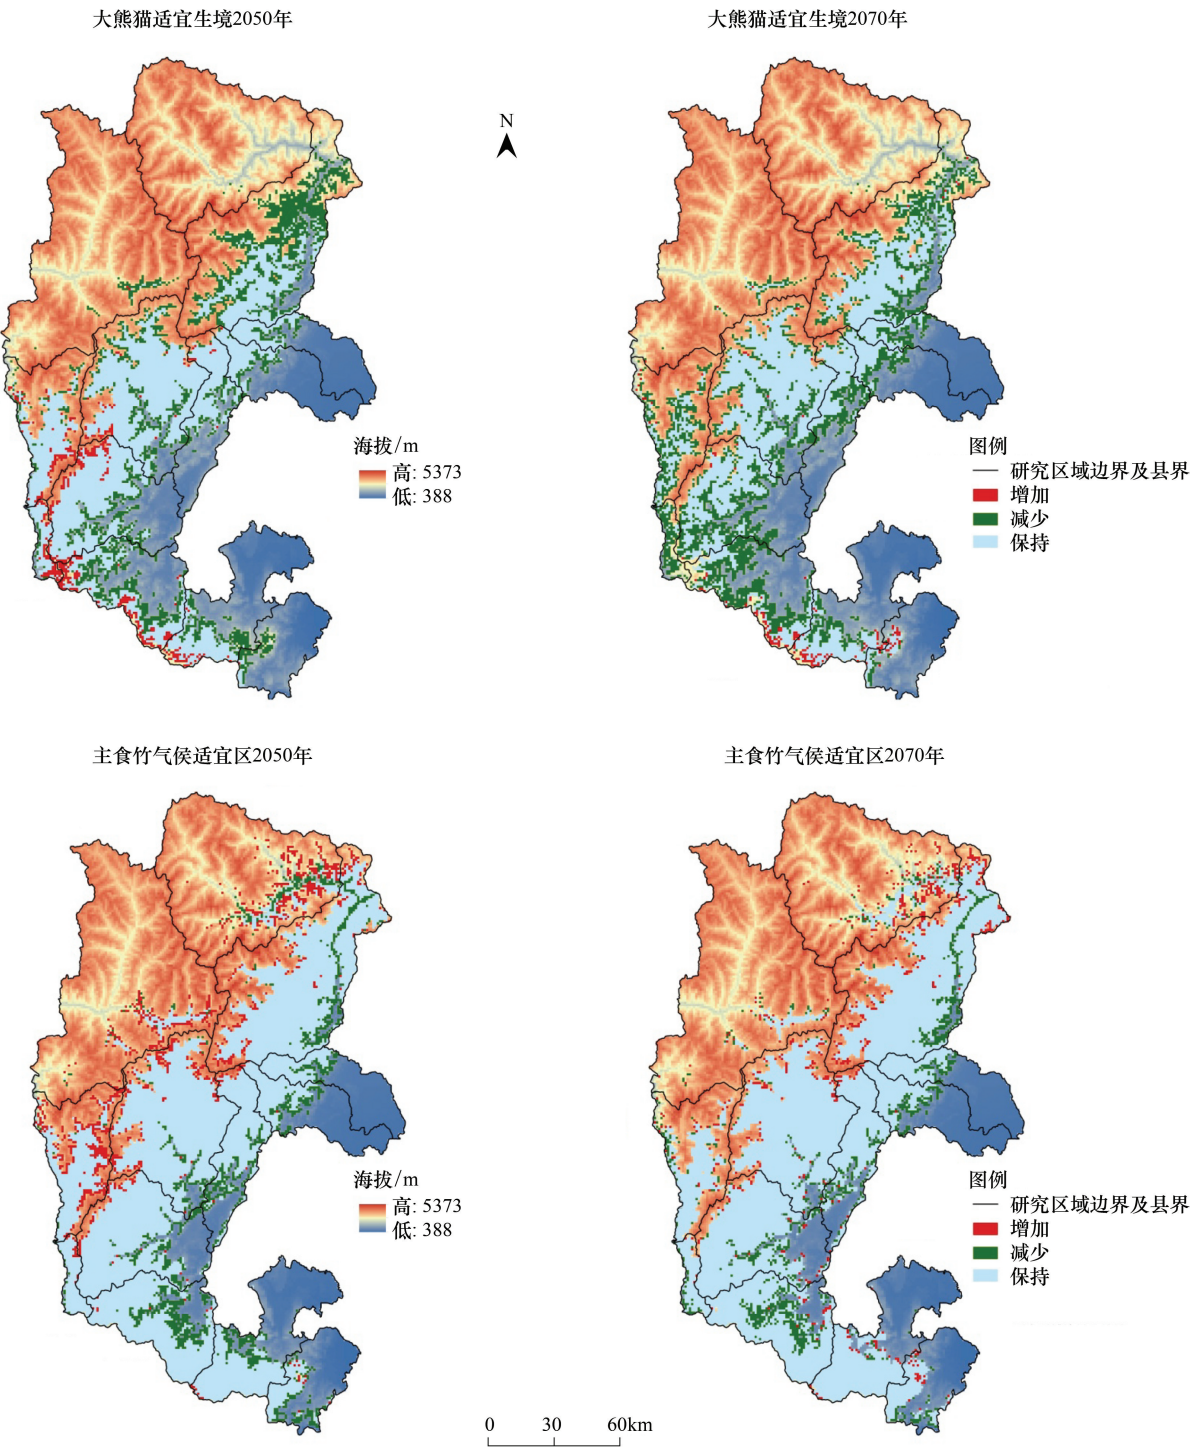 大熊猫适宜生境2050年
大熊猫适宜生境2070年
N
海拔/m
高: 5373
低: 388
图例
研究区域边界及县界
增加
减少
保持
主食竹气侯适宜区2050年
主食竹气侯适宜区2070年
海拔/m
高: 5373
低: 388
图例
研究区域边界及县界
增加
减少
保持
0 30 60km